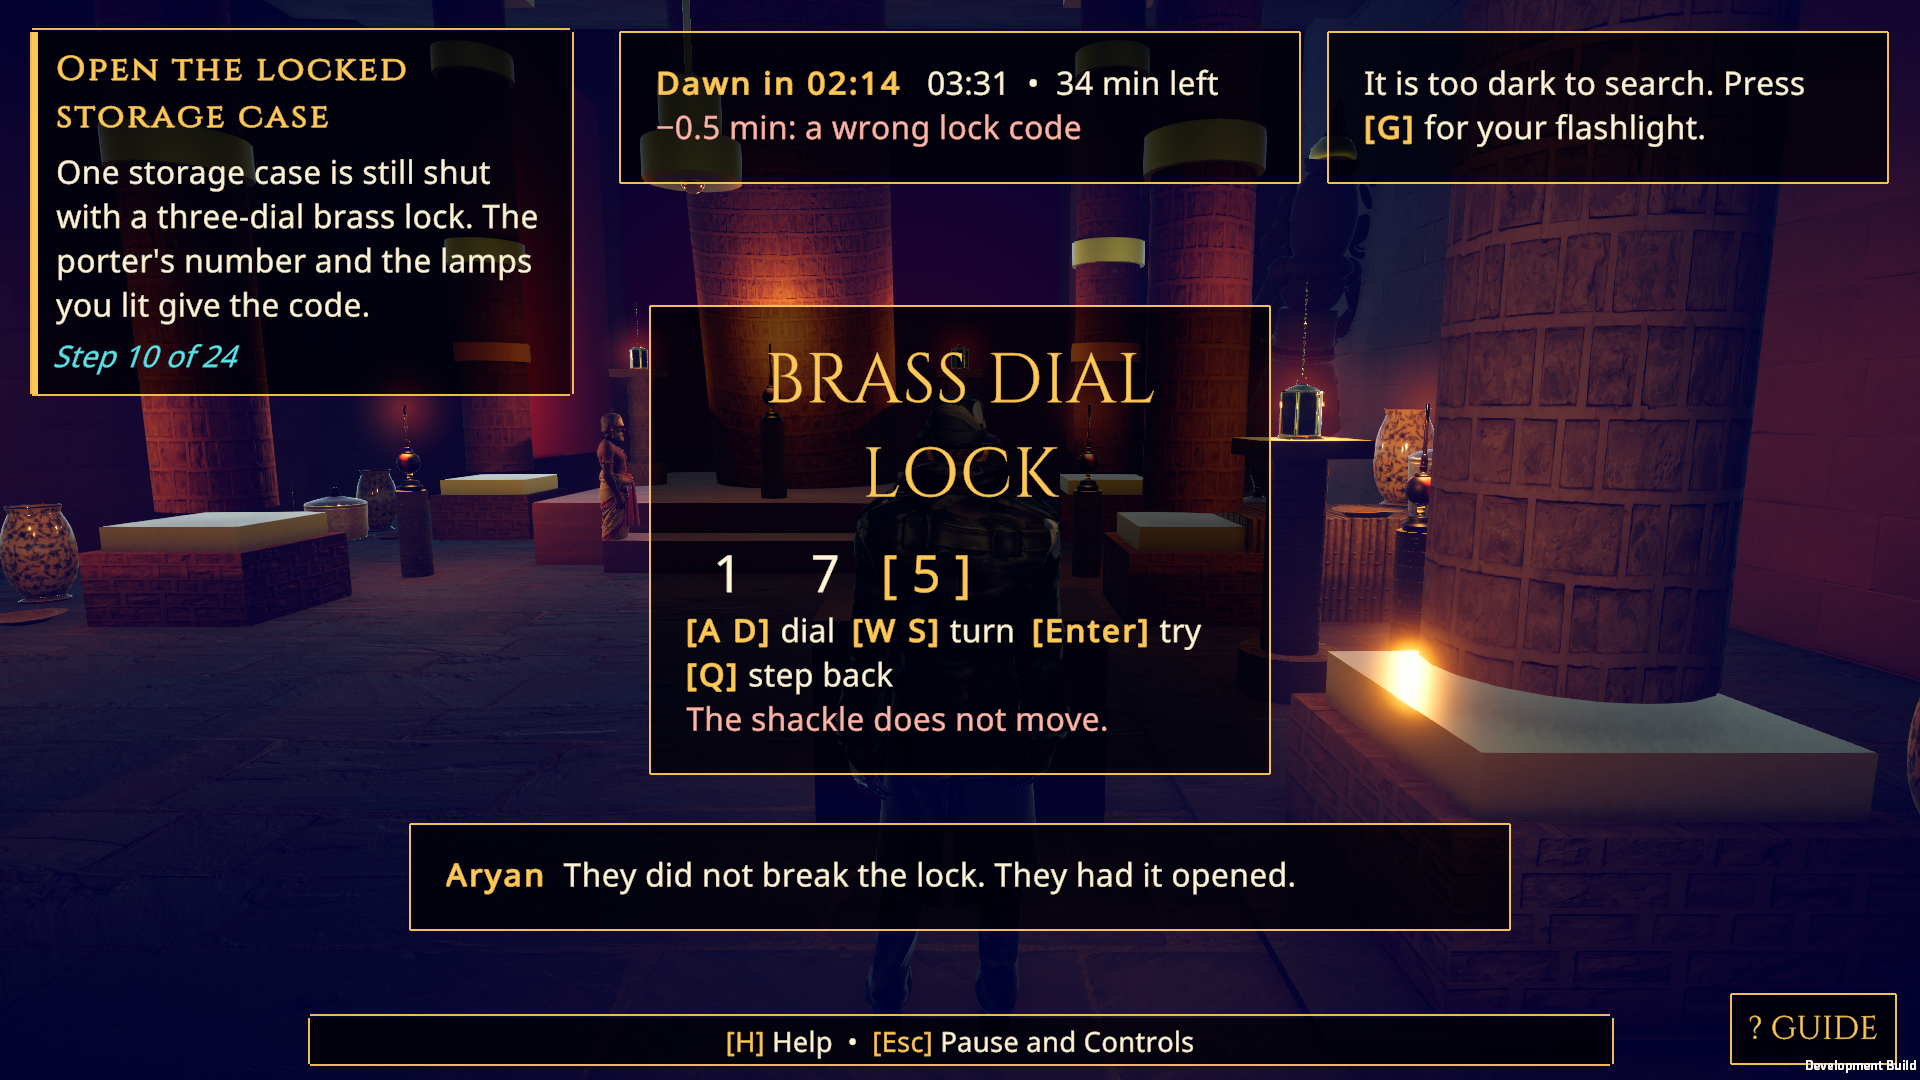 OPEN THE LOCKED
STORAGE CASE
One storage case is still shut
with a three-dial brass lock. The
porter's number and the lamps
you lit give the code.
Step 10 of 24
Dawn in 02:14 03:31 • 34 min left
−0.5 min: a wrong lock code
It is too dark to search. Press
[G] for your flashlight.
BRASS DIAL
LOCK
1 7 [ 5 ]
[A D] dial [W S] turn [Enter] try
[Q] step back
The shackle does not move.
Aryan They did not break the lock. They had it opened.
[H] Help • [Esc] Pause and Controls
? GUIDE
Development Build